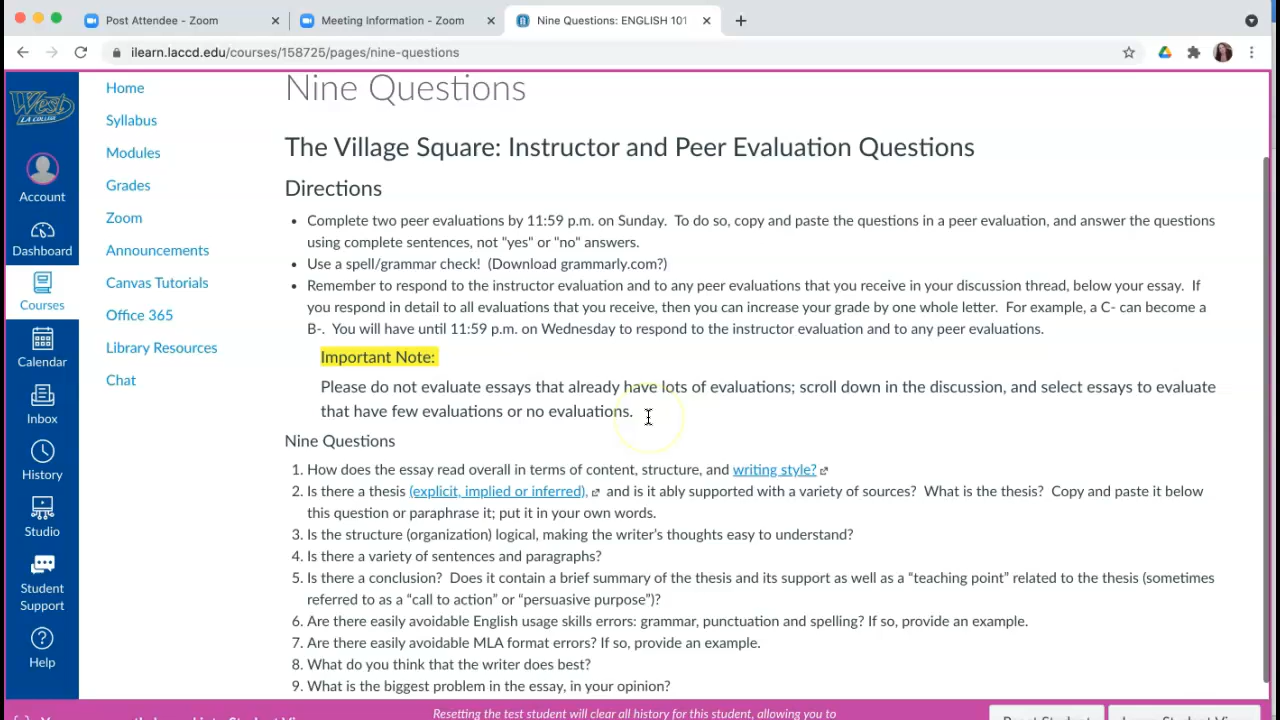 Post Attendee - Zoom
Meeting Information - Zoom
Nine Questions: ENGLISH 101
ilearn.laccd.edu/courses/158725/pages/nine-questions
West
LA COLLEGE
Account
Dashboard
Courses
Calendar
Inbox
History
Studio
Student
Support
Help
Home
Syllabus
Modules
Grades
Zoom
Announcements
Canvas Tutorials
Office 365
Library Resources
Chat
Nine Questions
The Village Square: Instructor and Peer Evaluation Questions
Directions
• Complete two peer evaluations by 11:59 p.m. on Sunday. To do so, copy and paste the questions in a peer evaluation, and answer the questions
using complete sentences, not "yes" or "no" answers.
• Use a spell/grammar check! (Download grammarly.com?)
• Remember to respond to the instructor evaluation and to any peer evaluations that you receive in your discussion thread, below your essay. If
you respond in detail to all evaluations that you receive, then you can increase your grade by one whole letter. For example, a C- can become a
B-. You will have until 11:59 p.m. on Wednesday to respond to the instructor evaluation and to any peer evaluations.
Important Note:
Please do not evaluate essays that already have lots of evaluations; scroll down in the discussion, and select essays to evaluate
that have few evaluations or no evaluations.
Nine Questions
1. How does the essay read overall in terms of content, structure, and writing style?
2. Is there a thesis (explicit, implied or inferred), and is it ably supported with a variety of sources? What is the thesis? Copy and paste it below
this question or paraphrase it; put it in your own words.
3. Is the structure (organization) logical, making the writer's thoughts easy to understand?
4. Is there a variety of sentences and paragraphs?
5. Is there a conclusion? Does it contain a brief summary of the thesis and its support as well as a “teaching point” related to the thesis (sometimes
referred to as a “call to action” or “persuasive purpose”)?
6. Are there easily avoidable English usage skills errors: grammar, punctuation and spelling? If so, provide an example.
7. Are there easily avoidable MLA format errors? If so, provide an example.
8. What do you think that the writer does best?
9. What is the biggest problem in the essay, in your opinion?
Resetting the test student will clear all history for this student, allowing you to